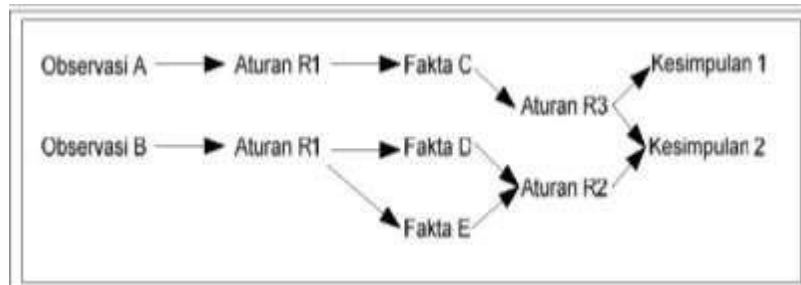 Observasi A Aturan R1 Fakta C Kesimpulan 1
Aturan R3
Observasi B Aturan R1 Fakta D Kesimpulan 2
Aturan R2
Fakta E